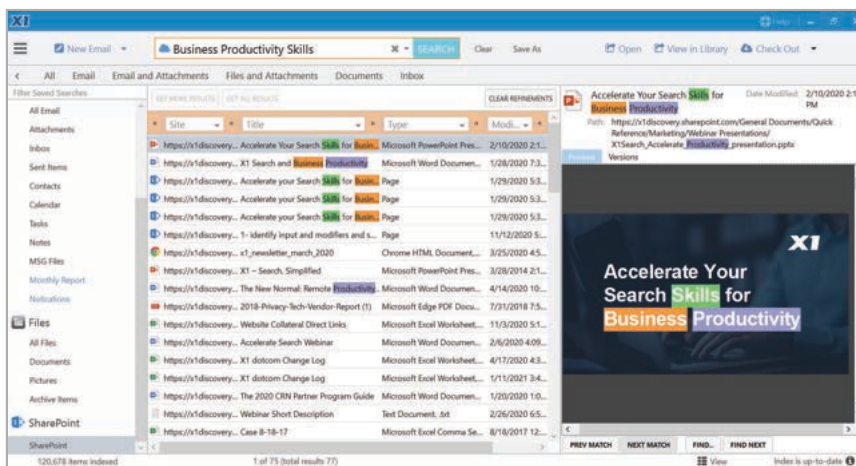 X1
Help
New Email
Business Productivity Skills
SEARCH
Clear
Save As
Open
View in Library
Check Out
All
Email
Email and Attachments
Files and Attachments
Documents
Inbox
Filter Saved Searches
GET MORE RESULTS
GET ALL RESULTS
CLEAR REFINEMENTS
All Email
Attachments
Inbox
Sent Items
Contacts
Calendar
Tasks
Notes
MSG Files
Monthly Report
Notizations
Files
All Files
Documents
Pictures
Archive Items
SharePoint
SharePoint
Site Title Type Modi...
https://x1discovery... Accelerate Your Search Skills for Busin... Microsoft PowerPoint Pres... 2/10/2020 2:1...
https://x1discovery... X1 Search and Business Productivity Microsoft Word Documen... 1/28/2020 7:3...
https://x1discovery... Accelerate your Search Skills for Busin... Page 1/29/2020 5:3...
https://x1discovery... Accelerate your Search Skills for Busin... Page 1/29/2020 5:3...
https://x1discovery... Accelerate your Search Skills for Busin... Page 1/29/2020 5:3...
https://x1discovery... 1- identify input and modifiers and s... Page 11/12/2020 5:...
https://x1discovery... x1_newsletter_march_2020 Chrome HTML Document,... 3/25/2020 4:5...
https://x1discovery... X1 – Search, Simplified Microsoft PowerPoint Pres... 3/28/2014 2:1...
https://x1discovery... The New Normal: Remote Productivity... Microsoft Word Documen... 4/14/2020 10:...
https://x1discovery... 2018-Privacy-Tech-Vendor-Report (1) Microsoft Edge PDF Docu... 7/31/2018 7:5...
https://x1discovery... Website Collateral Direct Links Microsoft Excel Worksheet,... 11/3/2020 5:1...
https://x1discovery... Accelerate Search Webinar Microsoft Word Documen... 2/6/2020 4:09...
https://x1discovery... X1 dotcom Change Log Microsoft Excel Worksheet,... 4/17/2020 4:3...
https://x1discovery... X1 dotcom Change Log Microsoft Excel Worksheet,... 1/11/2021 3:4...
https://x1discovery... The 2020 CRN Partner Program Guide Microsoft Word Documen... 1/20/2020 1:0...
https://x1discovery... Webinar Short Description Text Document, .txt 2/26/2020 6:5...
https://x1discovery... Case 8-18-17 Microsoft Excel Comma Se... 8/18/2017 12:...
Accelerate Your Search Skills for
Business Productivity
Date Modified: 2/10/2020 2:1
PM
Path: https://x1discovery.sharepoint.com/General Documents/Quick
Reference/Marketing/Webinar Presentations/
X1Search_Accelerate_Productivity_presentation.pptx
Preview
Versions
X1
Accelerate Your
Search Skills for
Business Productivity
PREV MATCH
NEXT MATCH
FIND...
FIND NEXT
120,678 items indexed
1 of 75 (total results 77)
View
Index is up-to-date